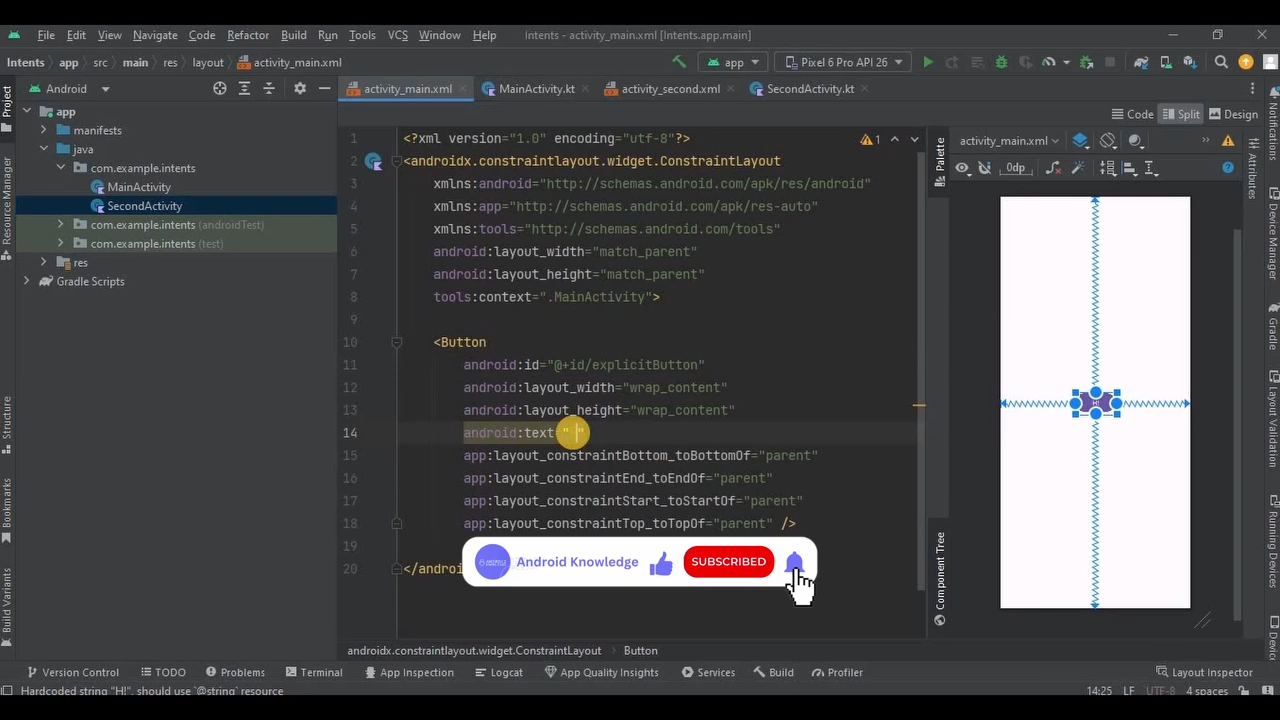 File Edit View Navigate Code Refactor Build Run Tools VCS Window Help Intents - activity_main.xml [Intents.app.main]
Intents app src main res layout activity_main.xml app Pixel 6 Pro API 26
Project Android activity_main.xml MainActivity.kt activity_second.xml SecondActivity.kt Notifications
Code Split Design
app
manifests
java
com.example.intents
MainActivity
SecondActivity
com.example.intents (androidTest)
com.example.intents (test)
res
Gradle Scripts
Resource Manager
Structure
Bookmarks
Build Variants
1 <?xml version="1.0" encoding="utf-8"?> 1
2 <androidx.constraintlayout.widget.ConstraintLayout
3 xmlns:android="http://schemas.android.com/apk/res/android"
4 xmlns:app="http://schemas.android.com/apk/res-auto"
5 xmlns:tools="http://schemas.android.com/tools"
6 android:layout_width="match_parent"
7 android:layout_height="match_parent"
8 tools:context=".MainActivity">
9
10 <Button
11 android:id="@+id/explicitButton"
12 android:layout_width="wrap_content"
13 android:layout_height="wrap_content"
14 android:text
15 app:layout_constraintBottom_toBottomOf="parent"
16 app:layout_constraintEnd_toEndOf="parent"
17 app:layout_constraintStart_toStartOf="parent"
18 app:layout_constraintTop_toTopOf="parent" />
19
20 </androi
Android Knowledge SUBSCRIBED
Palette
activity_main.xml
0dp
Component Tree
Attributes
Device Manager
Gradle
Layout Validation
Running Devices
androidx.constraintlayout.widget.ConstraintLayout Button
Version Control TODO Problems Terminal App Inspection Logcat App Quality Insights Services Build Profiler Layout Inspector
Hardcoded string "H!", should use `@string` resource 14:25 LF UTF-8 4 spaces